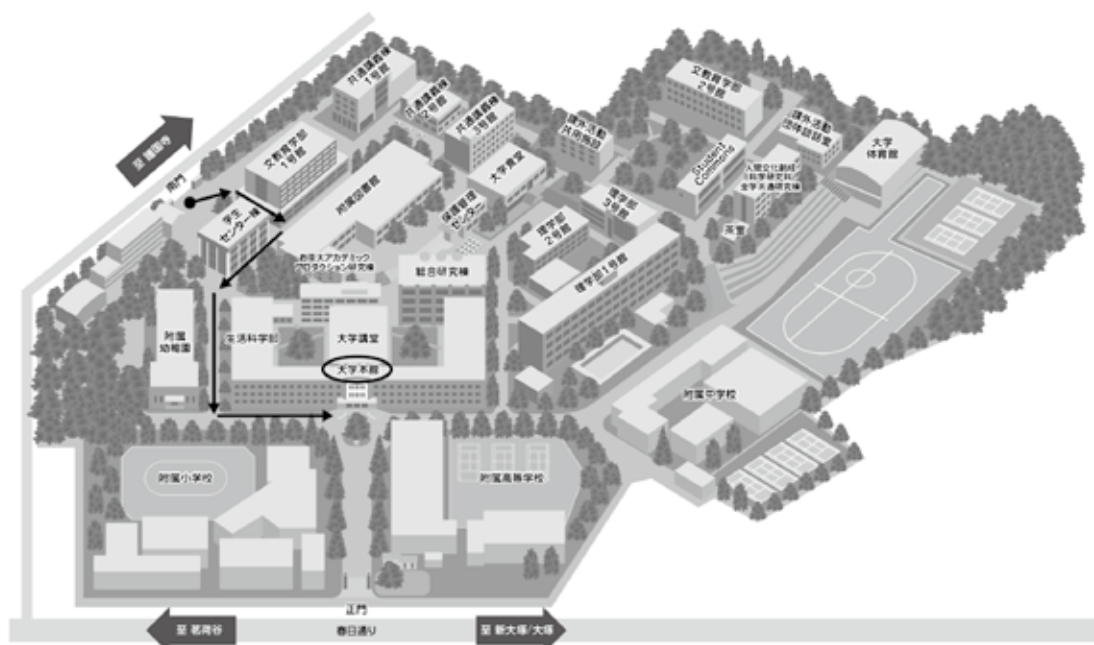 共通講義棟
1号館
共通講義棟
2号館
共通講義棟
3号館
課外活動
共用施設
文教育学部
2号館
課外活動
団体談話室
大学
体育館
至 護国寺
南門
文教育学部
1号館
附属図書館
大学食堂
Student
Commons
人間文化創成
科学研究科・
全学共通研究棟
学生
センター棟
保健管理
センター
理学部
3号館
理学部
2号館
茶室
お茶大アカデミック
プロダクション研究棟
総合研究棟
理学部1号館
附属
幼稚園
生活科学部
大学講堂
大学本館
附属中学校
附属小学校
附属高等学校
正門
至 茗荷谷
春日通り
至 新大塚/大塚